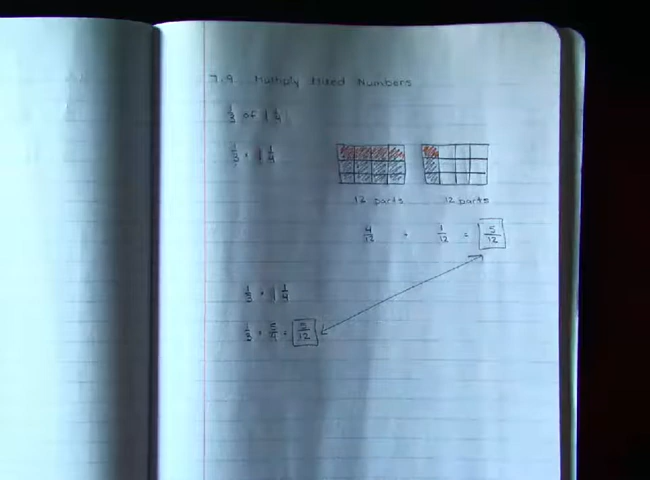 7.9 Multiply Mixed Numbers
1/3 of 1 1/4
1/3 · 1 1/4
12 parts 12 parts
4/12 + 1/12 = 5/12
1/3 · 1 1/4
1/3 · 5/4 = 5/12